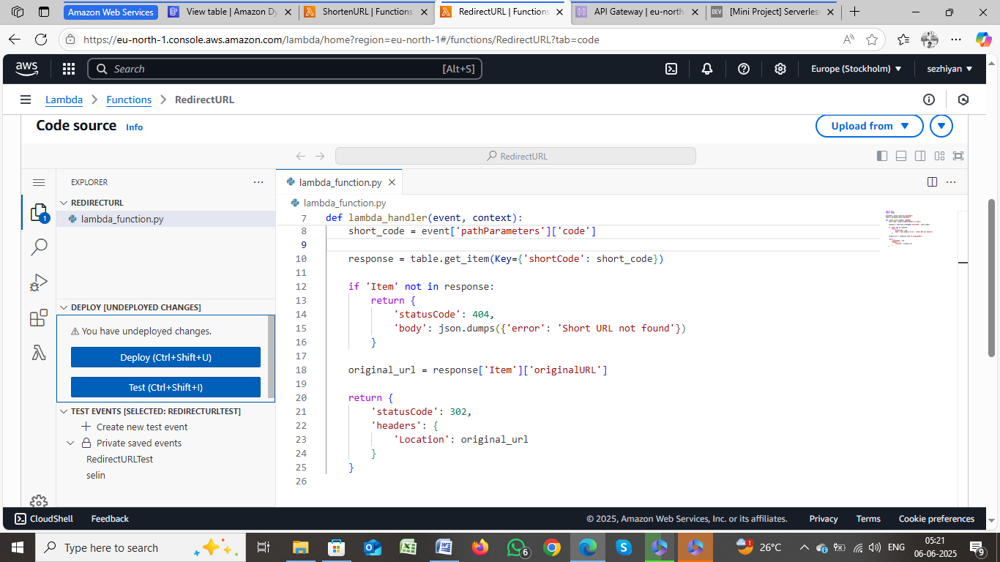 Amazon Web Services
View table | Amazon Dy
ShortenURL | Functions
RedirectURL | Functions
API Gateway | eu-north
DEV
[Mini Project] Serverles
https://eu-north-1.console.aws.amazon.com/lambda/home?region=eu-north-1#/functions/RedirectURL?tab=code
aws
Search
[Alt+S]
Europe (Stockholm)
sezhiyan
Lambda > Functions > RedirectURL
Code source Info
Upload from
RedirectURL
EXPLORER
lambda_function.py
REDIRECTURL
lambda_function.py
lambda_function.py
1
7 def lambda_handler(event, context):
8 short_code = event['pathParameters']['code']
9
10 response = table.get_item(Key={'shortCode': short_code})
11
12 if 'Item' not in response:
13 return {
14 'statusCode': 404,
15 'body': json.dumps({'error': 'Short URL not found'})
16 }
17
18 original_url = response['Item']['originalURL']
19
20 return {
21 'statusCode': 302,
22 'headers': {
23 'Location': original_url
24 }
25 }
26
DEPLOY [UNDEPLOYED CHANGES]
You have undeployed changes.
Deploy (Ctrl+Shift+U)
Test (Ctrl+Shift+I)
TEST EVENTS [SELECTED: REDIRECTURLTEST]
Create new test event
Private saved events
RedirectURLTest
selin
CloudShell
Feedback
© 2025, Amazon Web Services, Inc. or its affiliates.
Privacy
Terms
Cookie preferences
Type here to search
6
1
26°C
ENG
05:21
06-06-2025
9